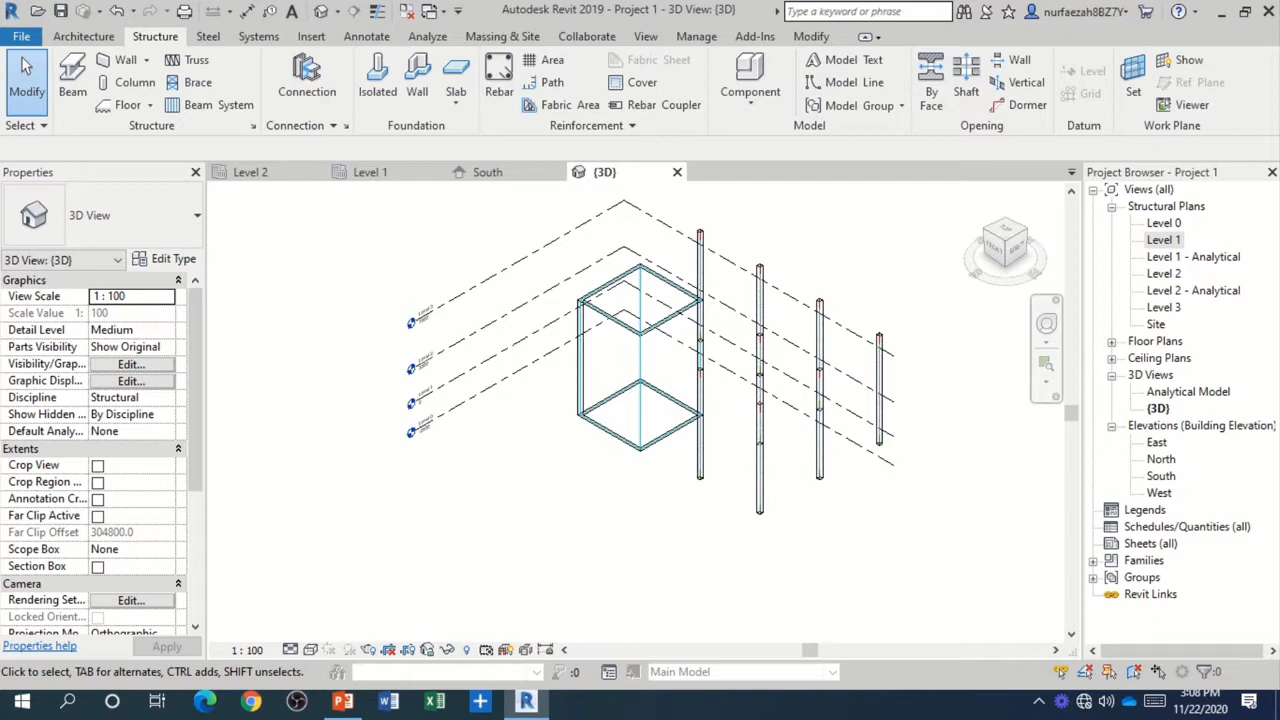 Autodesk Revit 2019 - Project 1 - 3D View: {3D}
Type a keyword or phrase
nurfaezah8BZ7Y
File Architecture Structure Steel Systems Insert Annotate Analyze Massing & Site Collaborate View Manage Add-Ins Modify
Modify
Select
Beam
Wall
Column
Floor
Truss
Brace
Beam System
Structure
Connection
Connection
Isolated
Wall
Slab
Foundation
Rebar
Area
Path
Fabric Area
Fabric Sheet
Cover
Rebar Coupler
Reinforcement
Component
Model Text
Model Line
Model Group
Model
By Face
Shaft
Wall
Vertical
Dormer
Opening
Level
Grid
Datum
Set
Show
Ref Plane
Viewer
Work Plane
Properties
Level 2
Level 1
South
{3D}
Project Browser - Project 1
3D View
3D View: {3D}
Edit Type
Graphics
View Scale 1 : 100
Scale Value 1: 100
Detail Level Medium
Parts Visibility Show Original
Visibility/Grap... Edit...
Graphic Displ... Edit...
Discipline Structural
Show Hidden ... By Discipline
Default Analy... None
Extents
Crop View
Crop Region ...
Annotation Cr...
Far Clip Active
Far Clip Offset 304800.0
Scope Box None
Section Box
Camera
Rendering Set... Edit...
Locked Orient...
Projection Mo... Orthographic
Properties help
Apply
Views (all)
Structural Plans
Level 0
Level 1
Level 1 - Analytical
Level 2
Level 2 - Analytical
Level 3
Site
Floor Plans
Ceiling Plans
3D Views
Analytical Model
{3D}
Elevations (Building Elevation)
East
North
South
West
Legends
Schedules/Quantities (all)
Sheets (all)
Families
Groups
Revit Links
1 : 100
Click to select, TAB for alternates, CTRL adds, SHIFT unselects.
:0
Main Model
:0
3:08 PM
11/22/2020